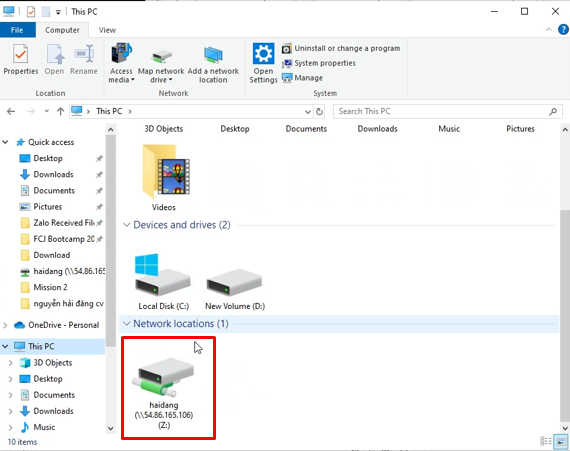 This PC
File
Computer
View
Properties
Open
Rename
Access media
Map network drive
Add a network location
Open Settings
Uninstall or change a program
System properties
Manage
Location
Network
System
This PC
Search This PC
Quick access
Desktop
Downloads
Documents
Pictures
Zalo Received File
FCJ Bootcamp 20
Download
haidang (\\54.86.165
Mission 2
nguyễn hải đăng cv
OneDrive - Personal
This PC
3D Objects
Desktop
Documents
Downloads
Music
3D Objects
Desktop
Documents
Downloads
Music
Pictures
Videos
Devices and drives (2)
Local Disk (C:)
New Volume (D:)
Network locations (1)
haidang
(\\54.86.165.106)
(Z:)
10 items